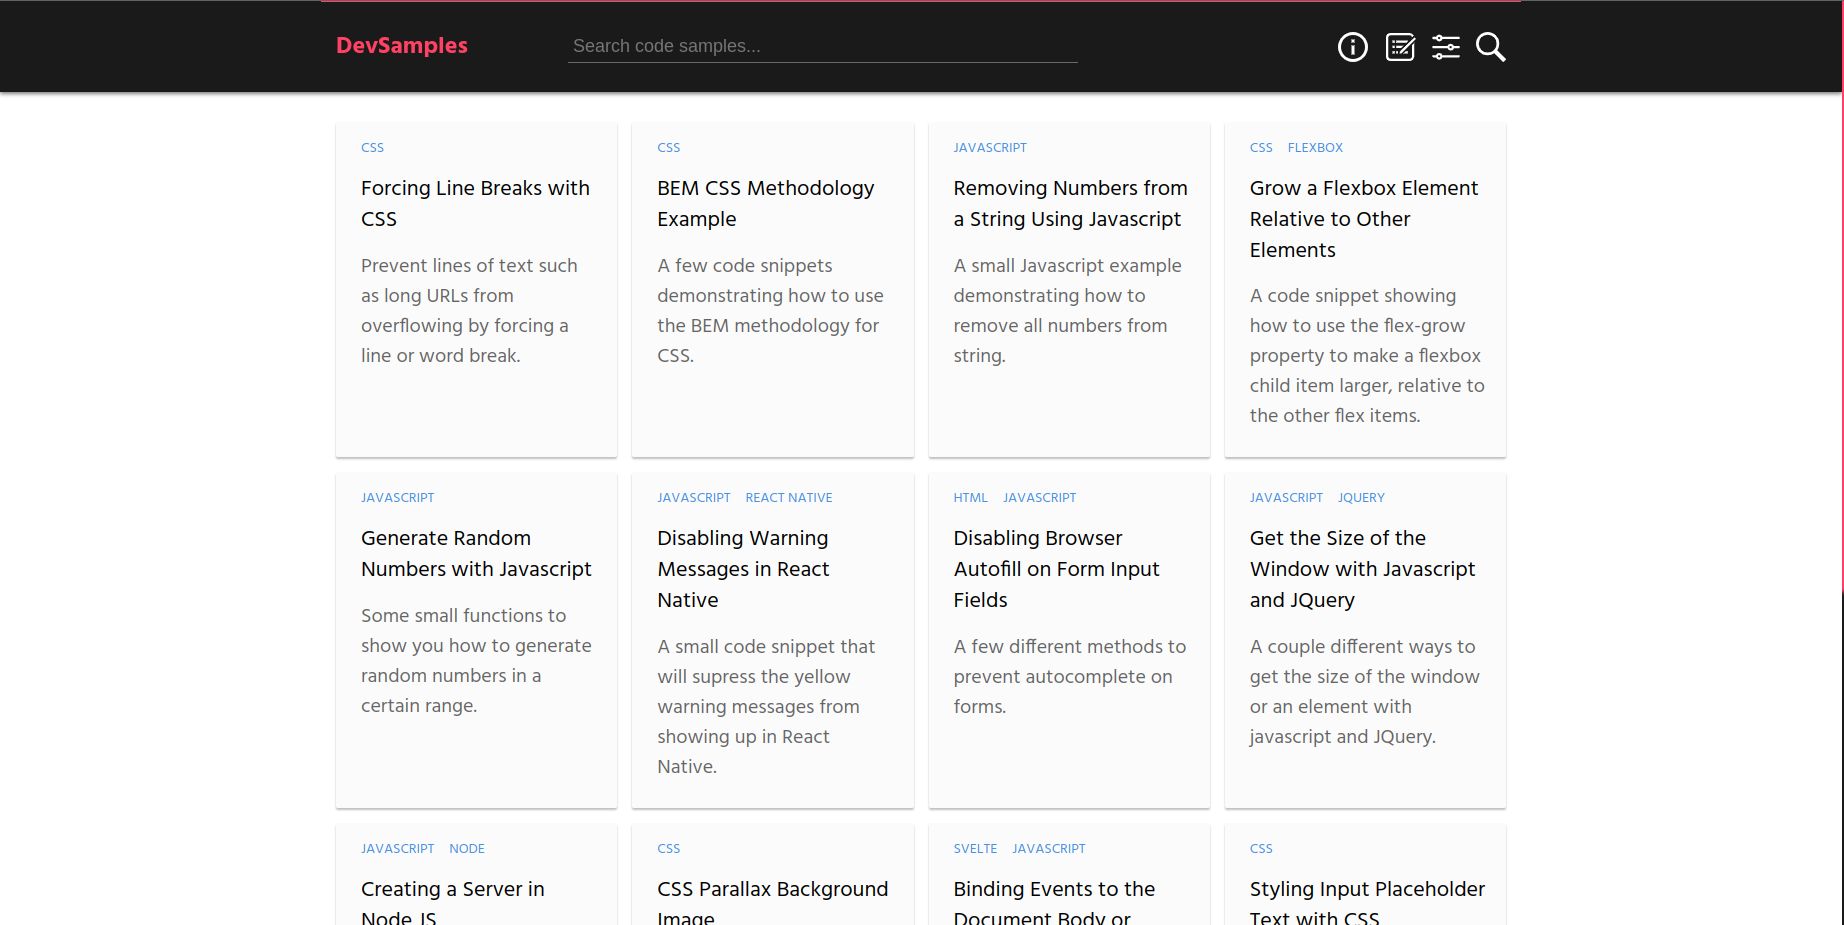 DevSamples
Search code samples...
CSS
Forcing Line Breaks with
CSS
Prevent lines of text such
as long URLs from
overflowing by forcing a
line or word break.
CSS
BEM CSS Methodology
Example
A few code snippets
demonstrating how to use
the BEM methodology for
CSS.
JAVASCRIPT
Removing Numbers from
a String Using Javascript
A small Javascript example
demonstrating how to
remove all numbers from
string.
CSS FLEXBOX
Grow a Flexbox Element
Relative to Other
Elements
A code snippet showing
how to use the flex-grow
property to make a flexbox
child item larger, relative to
the other flex items.
JAVASCRIPT
Generate Random
Numbers with Javascript
Some small functions to
show you how to generate
random numbers in a
certain range.
JAVASCRIPT REACT NATIVE
Disabling Warning
Messages in React
Native
A small code snippet that
will supress the yellow
warning messages from
showing up in React
Native.
HTML JAVASCRIPT
Disabling Browser
Autofill on Form Input
Fields
A few different methods to
prevent autocomplete on
forms.
JAVASCRIPT JQUERY
Get the Size of the
Window with Javascript
and JQuery
A couple different ways to
get the size of the window
or an element with
javascript and JQuery.
JAVASCRIPT NODE
Creating a Server in
Node JS
CSS
CSS Parallax Background
Image
SVELTE JAVASCRIPT
Binding Events to the
Document Body or
CSS
Styling Input Placeholder
Text with CSS